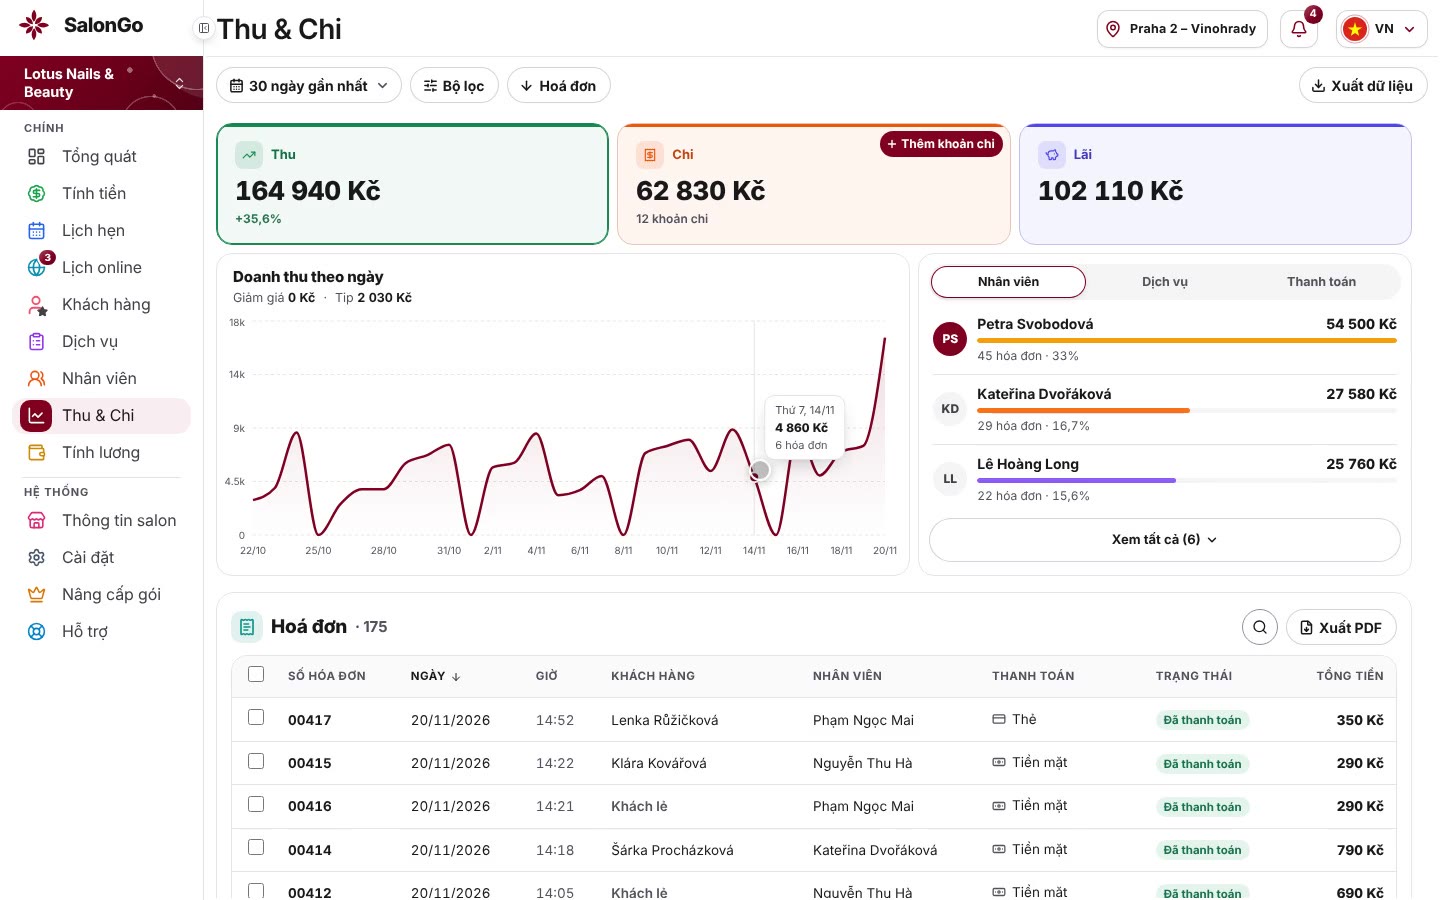 SalonGo
Lotus Nails &
Beauty
CHÍNH
Tổng quát
Tính tiền
Lịch hẹn
3
Lịch online
Khách hàng
Dịch vụ
Nhân viên
Thu & Chi
Tính lương
HỆ THỐNG
Thông tin salon
Cài đặt
Nâng cấp gói
Hỗ trợ
Thu & Chi
Praha 2 – Vinohrady
4
VN
30 ngày gần nhất
Bộ lọc
Hoá đơn
Xuất dữ liệu
Thu
164 940 Kč
+35,6%
Chi
+ Thêm khoản chi
62 830 Kč
12 khoản chi
Lãi
102 110 Kč
Doanh thu theo ngày
Giảm giá 0 Kč · Tip 2 030 Kč
18k
14k
9k
4.5k
0
22/10 25/10 28/10 31/10 2/11 4/11 6/11 8/11 10/11 12/11 14/11 16/11 18/11 20/11
Thứ 7, 14/11
4 860 Kč
6 hóa đơn
Nhân viên Dịch vụ Thanh toán
PS
Petra Svobodová 54 500 Kč
45 hóa đơn · 33%
KD
Kateřina Dvořáková 27 580 Kč
29 hóa đơn · 16,7%
LL
Lê Hoàng Long 25 760 Kč
22 hóa đơn · 15,6%
Xem tất cả (6)
Hoá đơn · 175
Xuất PDF
SỐ HÓA ĐƠN NGÀY GIỜ KHÁCH HÀNG NHÂN VIÊN THANH TOÁN TRẠNG THÁI TỔNG TIỀN
00417 20/11/2026 14:52 Lenka Růžičková Phạm Ngọc Mai Thẻ Đã thanh toán 350 Kč
00415 20/11/2026 14:22 Klára Kovářová Nguyễn Thu Hà Tiền mặt Đã thanh toán 290 Kč
00416 20/11/2026 14:21 Khách lẻ Phạm Ngọc Mai Tiền mặt Đã thanh toán 290 Kč
00414 20/11/2026 14:18 Šárka Procházková Kateřina Dvořáková Tiền mặt Đã thanh toán 790 Kč
00412 20/11/2026 14:05 Khách lẻ Nguyễn Thu Hà Tiền mặt Đã thanh toán 690 Kč